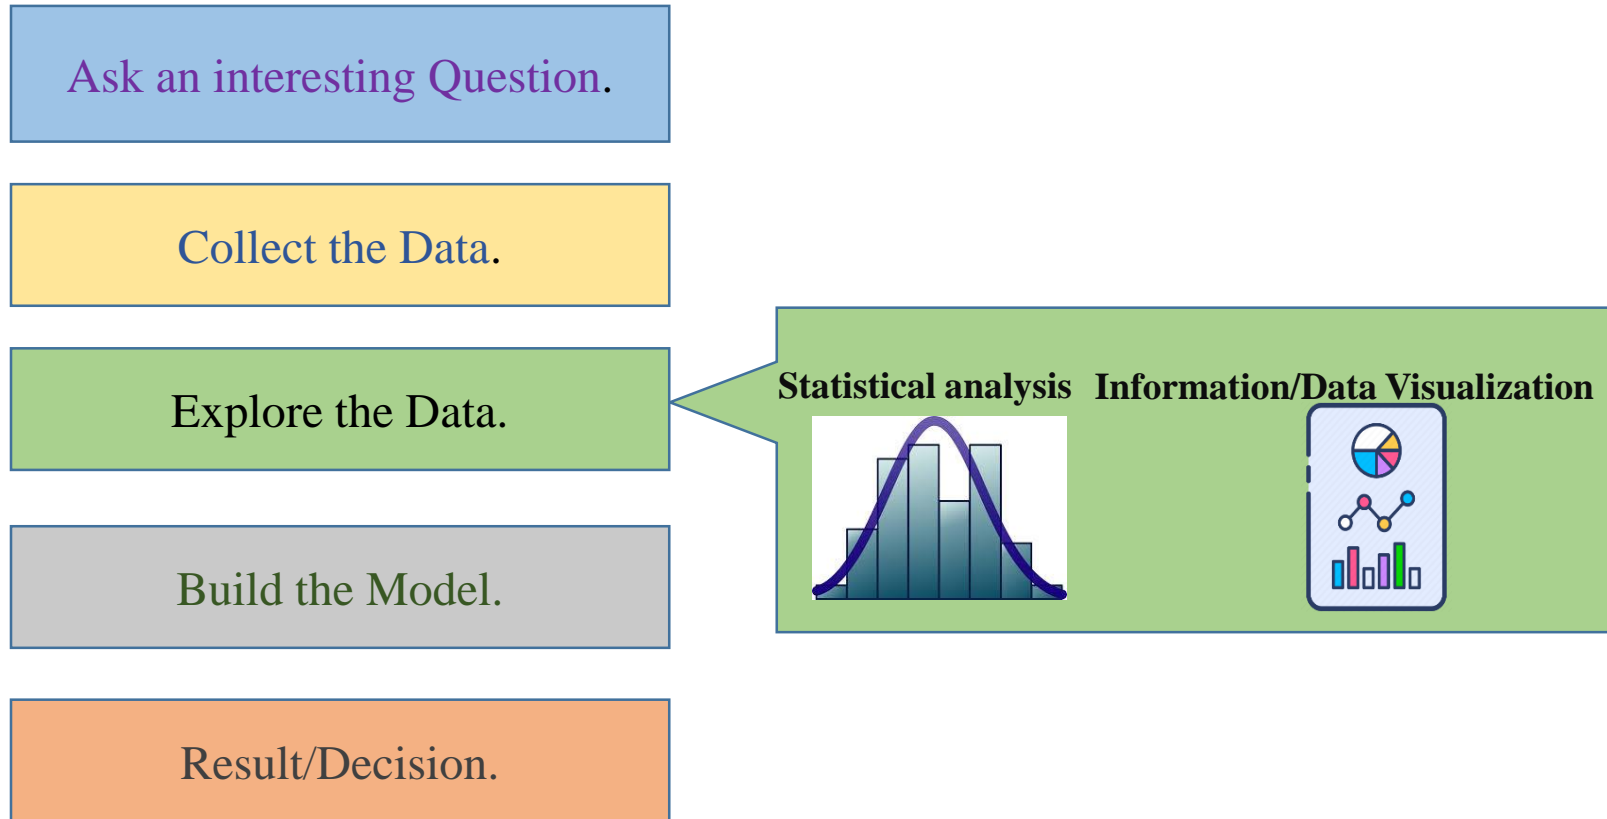 Ask an interesting Question.
Collect the Data.
Explore the Data.
Statistical analysis
Information/Data Visualization
Build the Model.
Result/Decision.